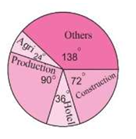 Others
138°
Agri 24°
Production
90°
72°
Construction
36°
Hotel